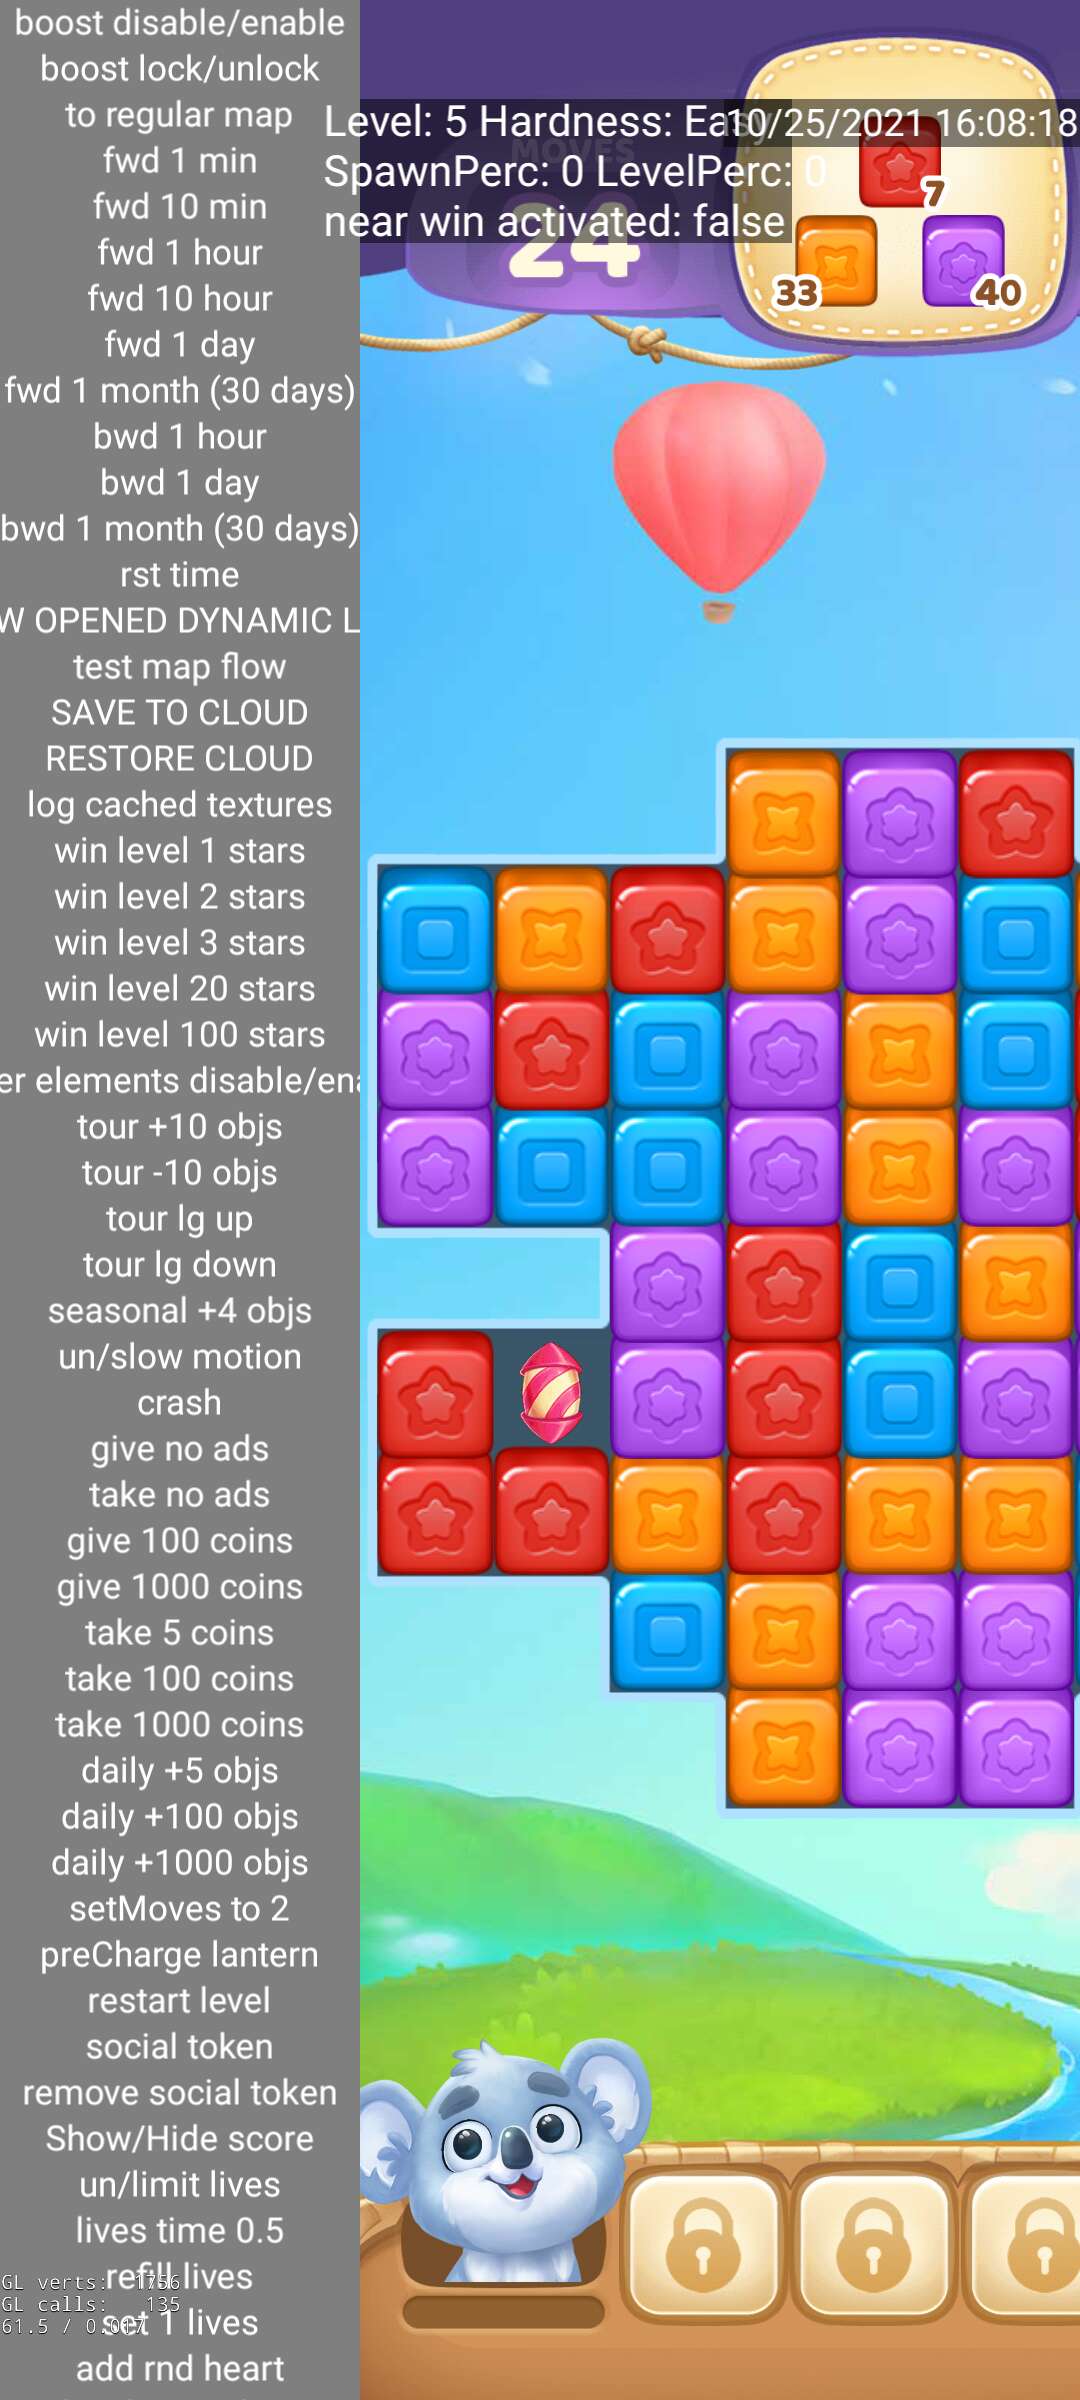 boost disable/enable
boost lock/unlock
to regular map
fwd 1 min
fwd 10 min
fwd 1 hour
fwd 10 hour
fwd 1 day
fwd 1 month (30 days)
bwd 1 hour
bwd 1 day
bwd 1 month (30 days)
rst time
W OPENED DYNAMIC L
test map flow
SAVE TO CLOUD
RESTORE CLOUD
log cached textures
win level 1 stars
win level 2 stars
win level 3 stars
win level 20 stars
win level 100 stars
er elements disable/ena
tour +10 objs
tour -10 objs
tour lg up
tour lg down
seasonal +4 objs
un/slow motion
crash
give no ads
take no ads
give 100 coins
give 1000 coins
take 5 coins
take 100 coins
take 1000 coins
daily +5 objs
daily +100 objs
daily +1000 objs
setMoves to 2
preCharge lantern
restart level
social token
remove social token
Show/Hide score
un/limit lives
lives time 0.5
refill lives
set 1 lives
add rnd heart
GL verts: 1756
GL calls: 135
61.5 / 0.017
Level: 5 Hardness: Easy
10/25/2021 16:08:18
MOVES
SpawnPerc: 0 LevelPerc: 0
near win activated: false
24
7
33
40